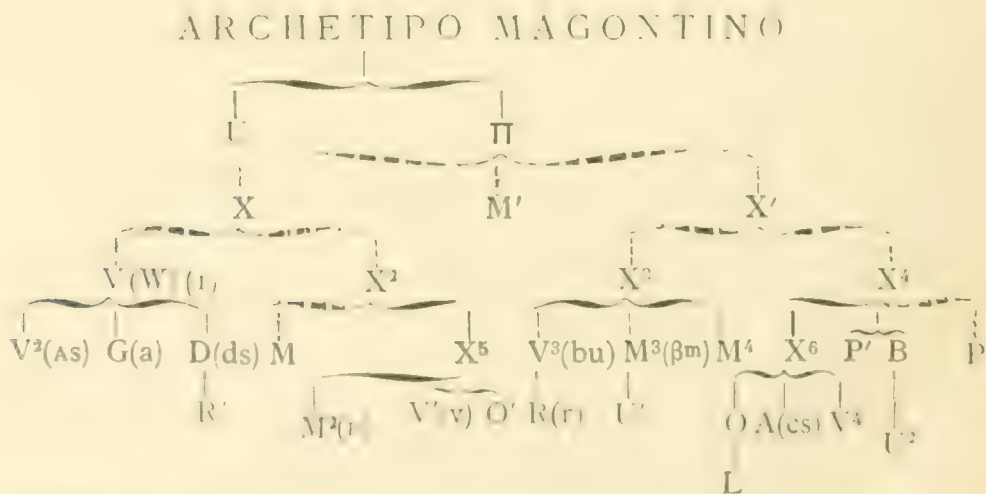 ARCHETIPO MAGONTINO
Π
X M′ X′
X² X³ X⁴
V²(AS) G(a) D(ds) M X⁵ V³(bu) M³(βm) M⁴ X⁶ P′ B P
R′ V′(v) O′ R(r) O A(cs) V⁴
L